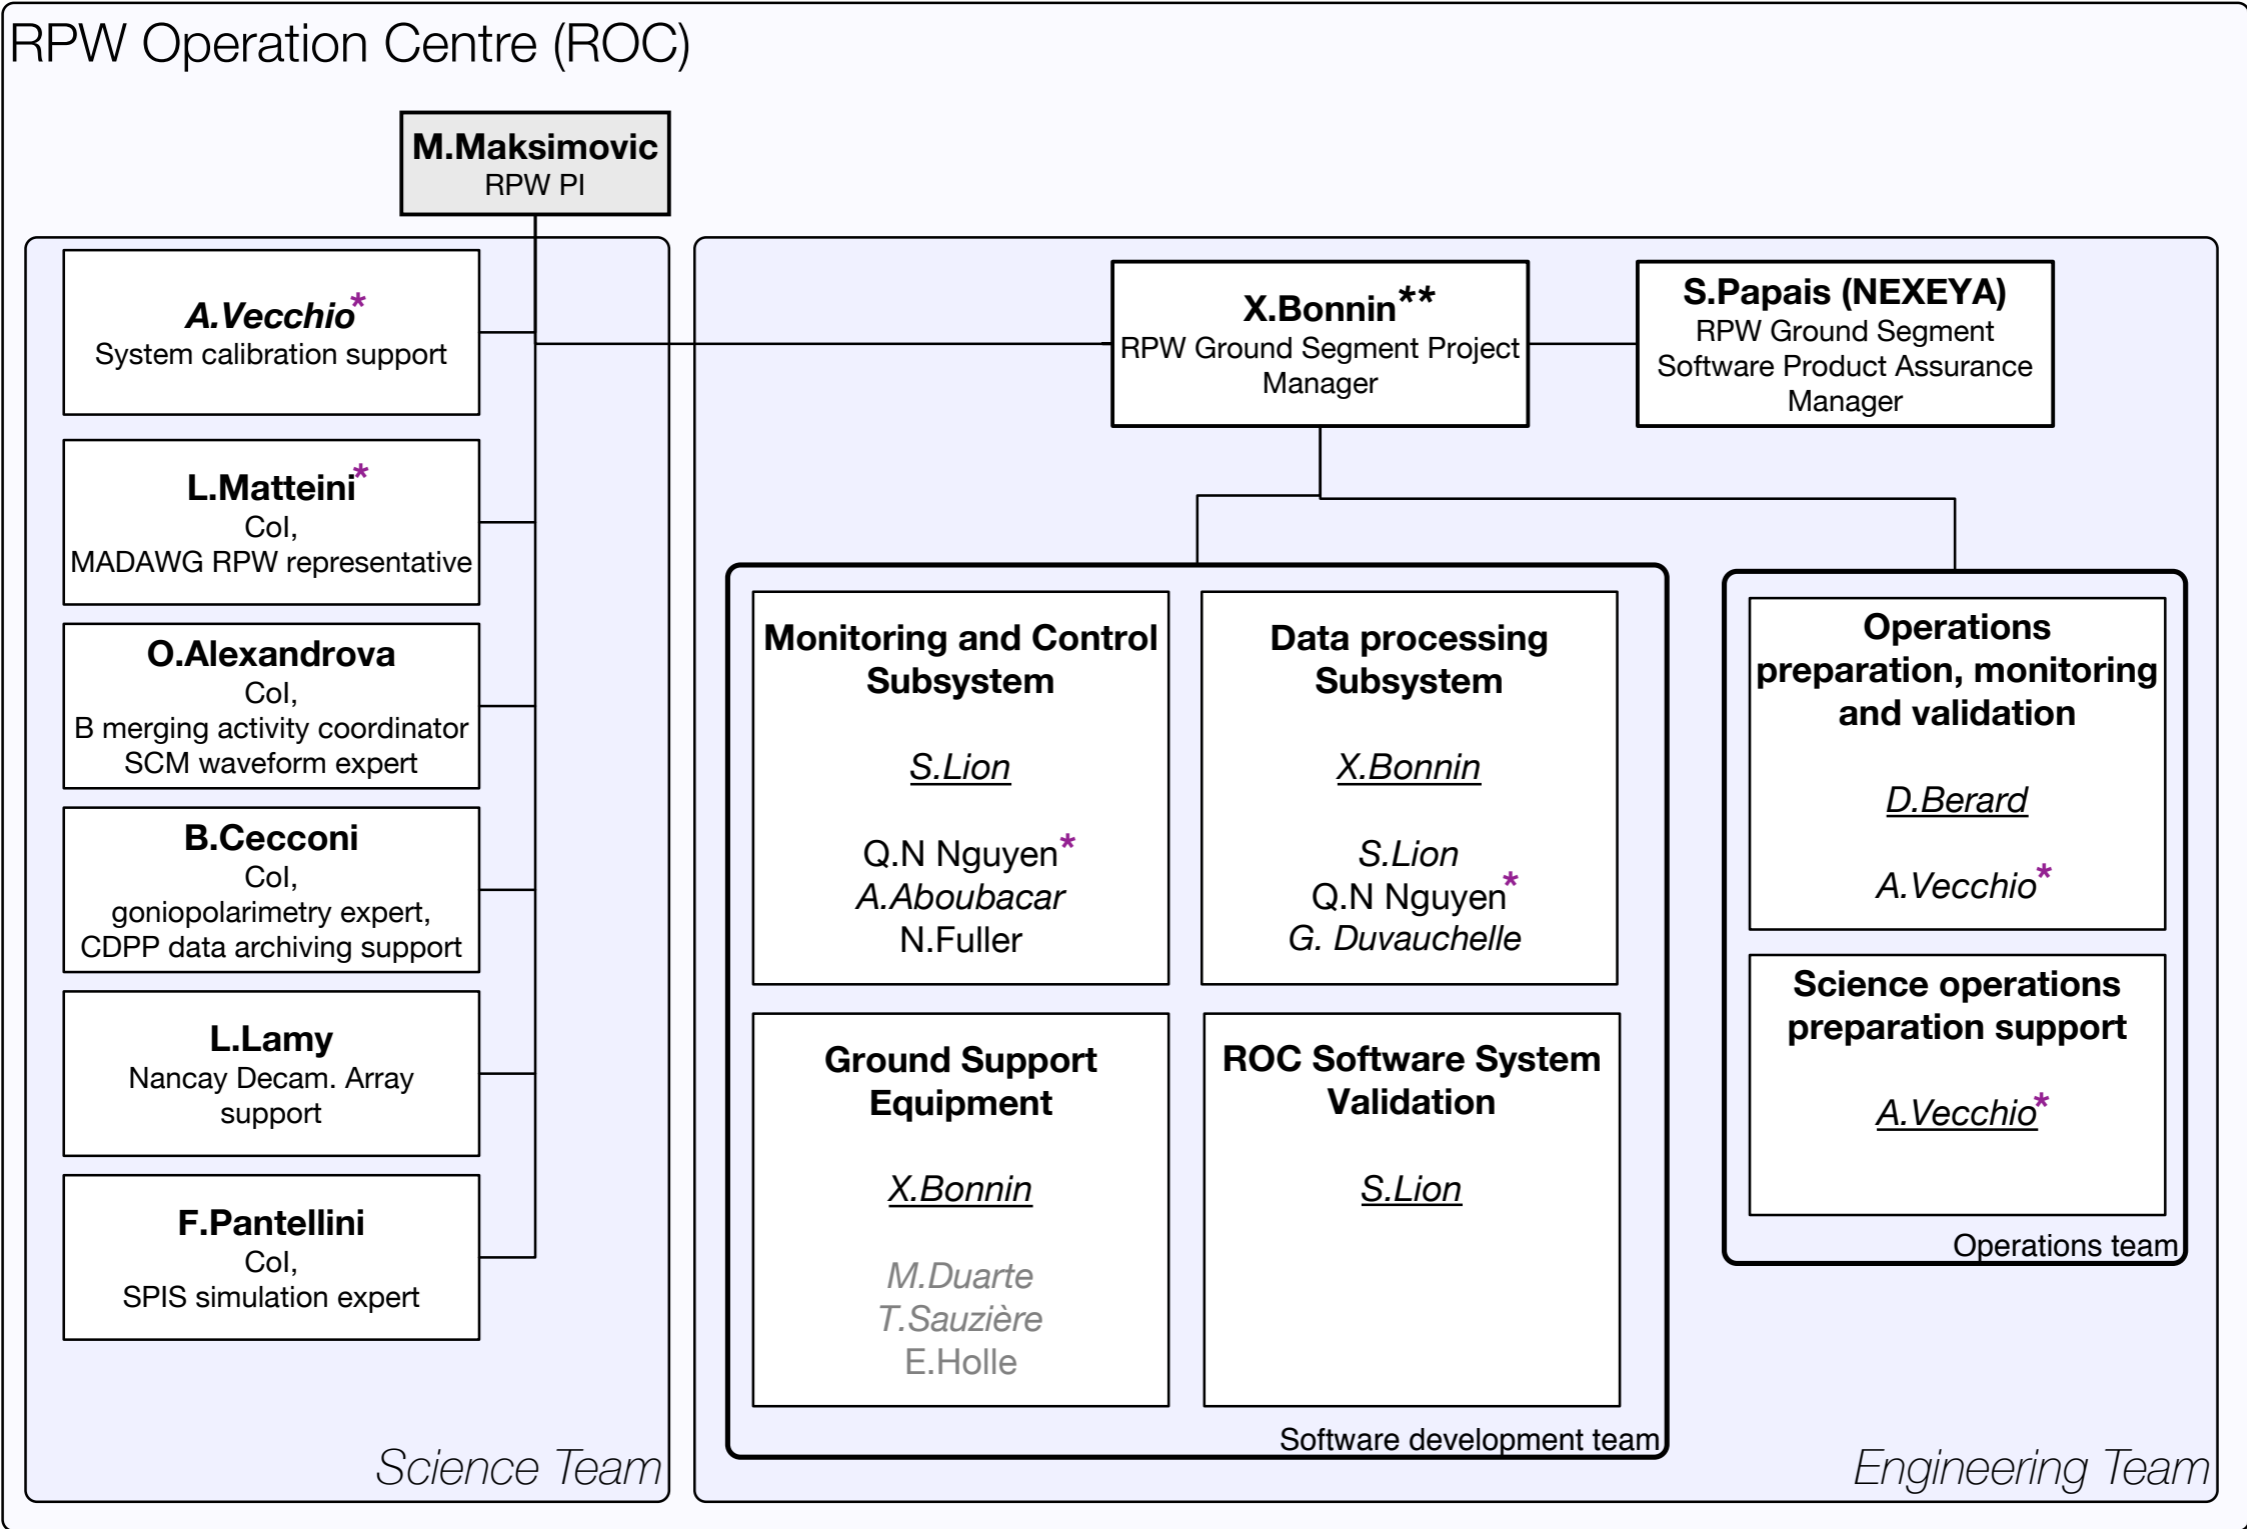 RPW Operation Centre (ROC)
M.Maksimovic
RPW PI
A.Vecchio*
System calibration support
L.Matteini*
CoI,
MADAWG RPW representative
O.Alexandrova
CoI,
B merging activity coordinator
SCM waveform expert
B.Cecconi
CoI,
goniopolarimetry expert,
CDPP data archiving support
L.Lamy
Nancay Decam. Array
support
F.Pantellini
CoI,
SPIS simulation expert
Science Team
X.Bonnin**
RPW Ground Segment Project
Manager
S.Papais (NEXEYA)
RPW Ground Segment
Software Product Assurance
Manager
Monitoring and Control
Subsystem
S.Lion
Q.N Nguyen*
A.Aboubacar
N.Fuller
Data processing
Subsystem
X.Bonnin
S.Lion
Q.N Nguyen*
G. Duvauchelle
Ground Support
Equipment
X.Bonnin
M.Duarte
T.Sauzière
E.Holle
ROC Software System
Validation
S.Lion
Software development team
Operations
preparation, monitoring
and validation
D.Berard
A.Vecchio*
Science operations
preparation support
A.Vecchio*
Operations team
Engineering Team